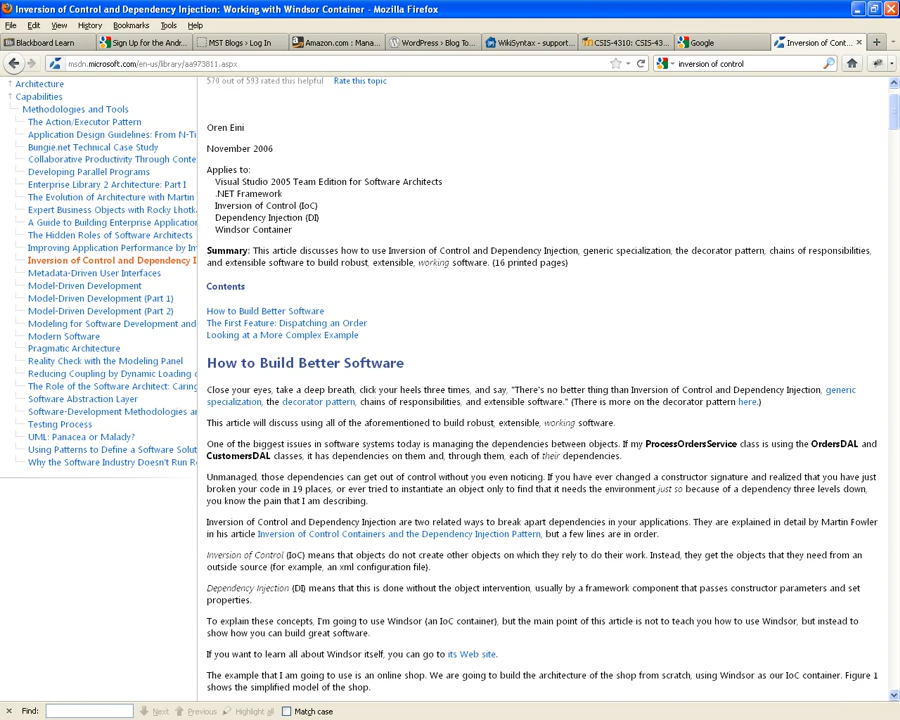 Inversion of Control and Dependency Injection: Working with Windsor Container - Mozilla Firefox
File Edit View History Bookmarks Tools Help
Blackboard Learn
Sign Up for the Andr...
MST Blogs › Log In
Amazon.com : Mana...
WordPress › Blog To...
WikiSyntax - support...
CSIS-4310: CSIS-43...
Google
Inversion of Cont...
msdn.microsoft.com/en-us/library/aa973811.aspx
inversion of control
Architecture
Capabilities
Methodologies and Tools
The Action/Executor Pattern
Application Design Guidelines: From N-Ti
Bungie.net Technical Case Study
Collaborative Productivity Through Conte
Developing Parallel Programs
Enterprise Library 2 Architecture: Part I
The Evolution of Architecture with Martin
Expert Business Objects with Rocky Lhotk
A Guide to Building Enterprise Application
The Hidden Roles of Software Architects
Improving Application Performance by Im
Inversion of Control and Dependency I
Metadata-Driven User Interfaces
Model-Driven Development
Model-Driven Development (Part 1)
Model-Driven Development (Part 2)
Modeling for Software Development and
Modern Software
Pragmatic Architecture
Reality Check with the Modeling Panel
Reducing Coupling by Dynamic Loading
The Role of the Software Architect: Caring
Software Abstraction Layer
Software-Development Methodologies an
Testing Process
UML: Panacea or Malady?
Using Patterns to Define a Software Solut
Why the Software Industry Doesn't Run R
570 out of 593 rated this helpful Rate this topic
Oren Eini
November 2006
Applies to:
Visual Studio 2005 Team Edition for Software Architects
.NET Framework
Inversion of Control (IoC)
Dependency Injection (DI)
Windsor Container
Summary: This article discusses how to use Inversion of Control and Dependency Injection, generic specialization, the decorator pattern, chains of responsibilities,
and extensible software to build robust, extensible, working software. (16 printed pages)
Contents
How to Build Better Software
The First Feature: Dispatching an Order
Looking at a More Complex Example
How to Build Better Software
Close your eyes, take a deep breath, click your heels three times, and say, "There's no better thing than Inversion of Control and Dependency Injection, generic
specialization, the decorator pattern, chains of responsibilities, and extensible software." (There is more on the decorator pattern here.)
This article will discuss using all of the aforementioned to build robust, extensible, working software.
One of the biggest issues in software systems today is managing the dependencies between objects. If my ProcessOrdersService class is using the OrdersDAL and
CustomersDAL classes, it has dependencies on them and, through them, each of their dependencies.
Unmanaged, those dependencies can get out of control without you even noticing. If you have ever changed a constructor signature and realized that you have just
broken your code in 19 places, or ever tried to instantiate an object only to find that it needs the environment just so because of a dependency three levels down,
you know the pain that I am describing.
Inversion of Control and Dependency Injection are two related ways to break apart dependencies in your applications. They are explained in detail by Martin Fowler
in his article Inversion of Control Containers and the Dependency Injection Pattern, but a few lines are in order.
Inversion of Control (IoC) means that objects do not create other objects on which they rely to do their work. Instead, they get the objects that they need from an
outside source (for example, an xml configuration file).
Dependency Injection (DI) means that this is done without the object intervention, usually by a framework component that passes constructor parameters and set
properties.
To explain these concepts, I'm going to use Windsor (an IoC container), but the main point of this article is not to teach you how to use Windsor, but instead to
show how you can build great software.
If you want to learn all about Windsor itself, you can go to its Web site.
The example that I am going to use is an online shop. We are going to build the architecture of the shop from scratch, using Windsor as our IoC container. Figure 1
shows the simplified model of the shop.
Find: Next Previous Highlight all Match case